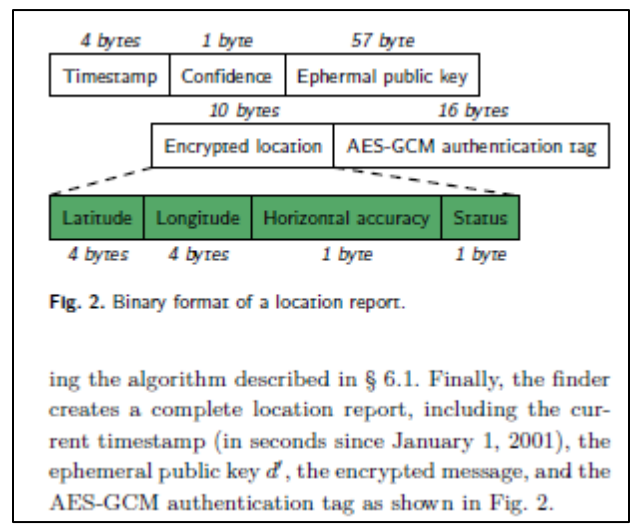 4 bytes 1 byte 57 byte
Timestamp Confidence Ephermal public key
10 bytes 16 bytes
Encrypted location AES-GCM authentication tag
Latitude Longitude Horizontal accuracy Status
4 bytes 4 bytes 1 byte 1 byte
Fig. 2. Binary format of a location report.
ing the algorithm described in § 6.1. Finally, the finder
creates a complete location report, including the cur-
rent timestamp (in seconds since January 1, 2001), the
ephemeral public key d′, the encrypted message, and the
AES-GCM authentication tag as shown in Fig. 2.